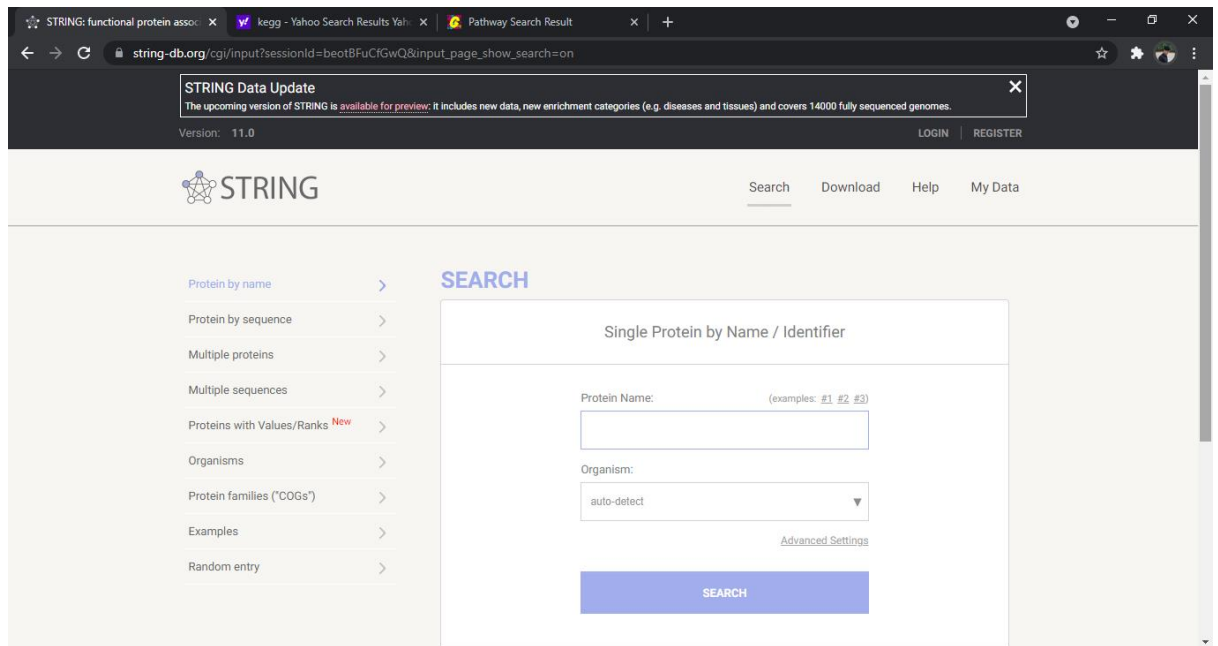 STRING: functional protein assoc
kegg - Yahoo Search Results Yah
Pathway Search Result
string-db.org/cgi/input?sessionId=beotBFuCfGwQ&input_page_show_search=on
STRING Data Update
The upcoming version of STRING is available for preview: it includes new data, new enrichment categories (e.g. diseases and tissues) and covers 14000 fully sequenced genomes.
Version: 11.0
LOGIN | REGISTER
STRING
Search Download Help My Data
Protein by name
Protein by sequence
Multiple proteins
Multiple sequences
Proteins with Values/Ranks New
Organisms
Protein families ("COGs")
Examples
Random entry
SEARCH
Single Protein by Name / Identifier
Protein Name: (examples: #1 #2 #3)
Organism:
auto-detect
Advanced Settings
SEARCH